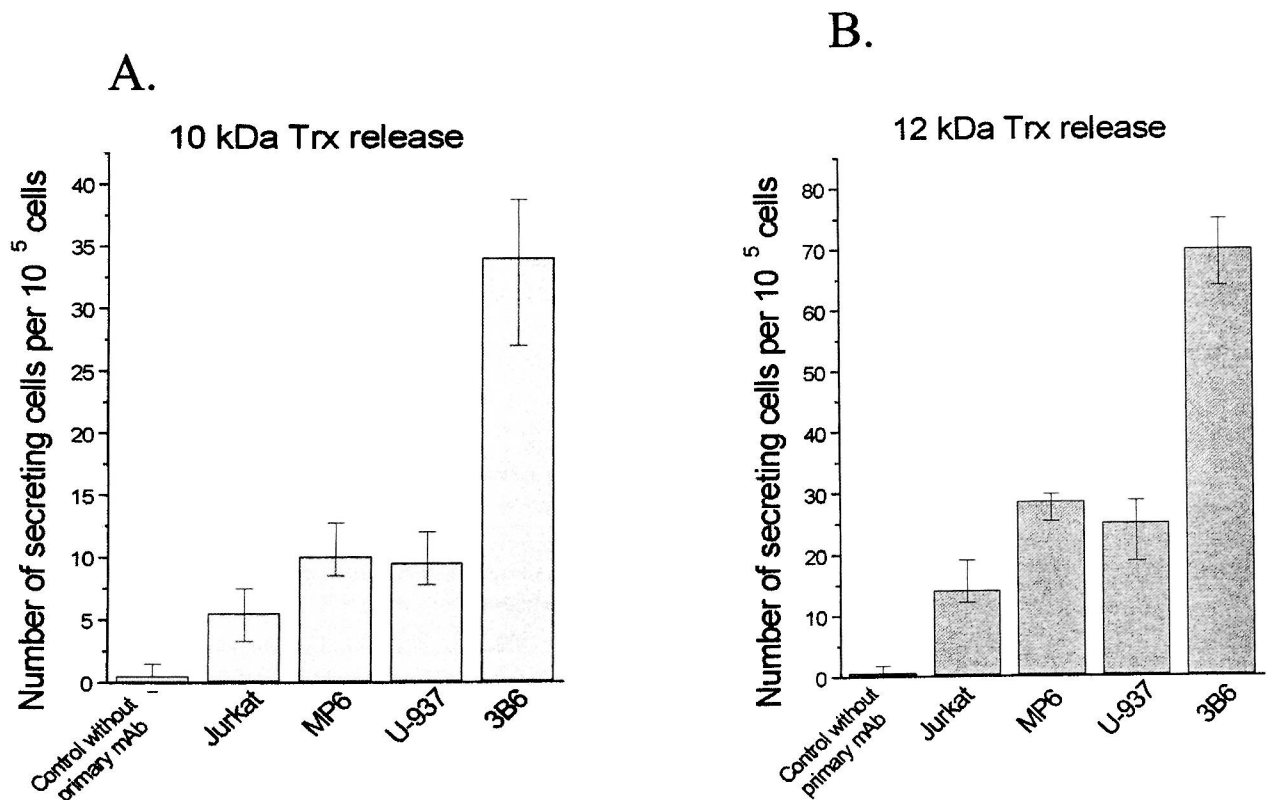 A.
10 kDa Trx release
Number of secreting cells per 10 5 cells
40
35
30
25
20
15
10
5
0
Control without
primary mAb
Jurkat
MP6
U-937
3B6
B.
12 kDa Trx release
Number of secreting cells per 10 5 cells
80
70
60
50
40
30
20
10
0
Control without
primary mAb
Jurkat
MP6
U-937
3B6